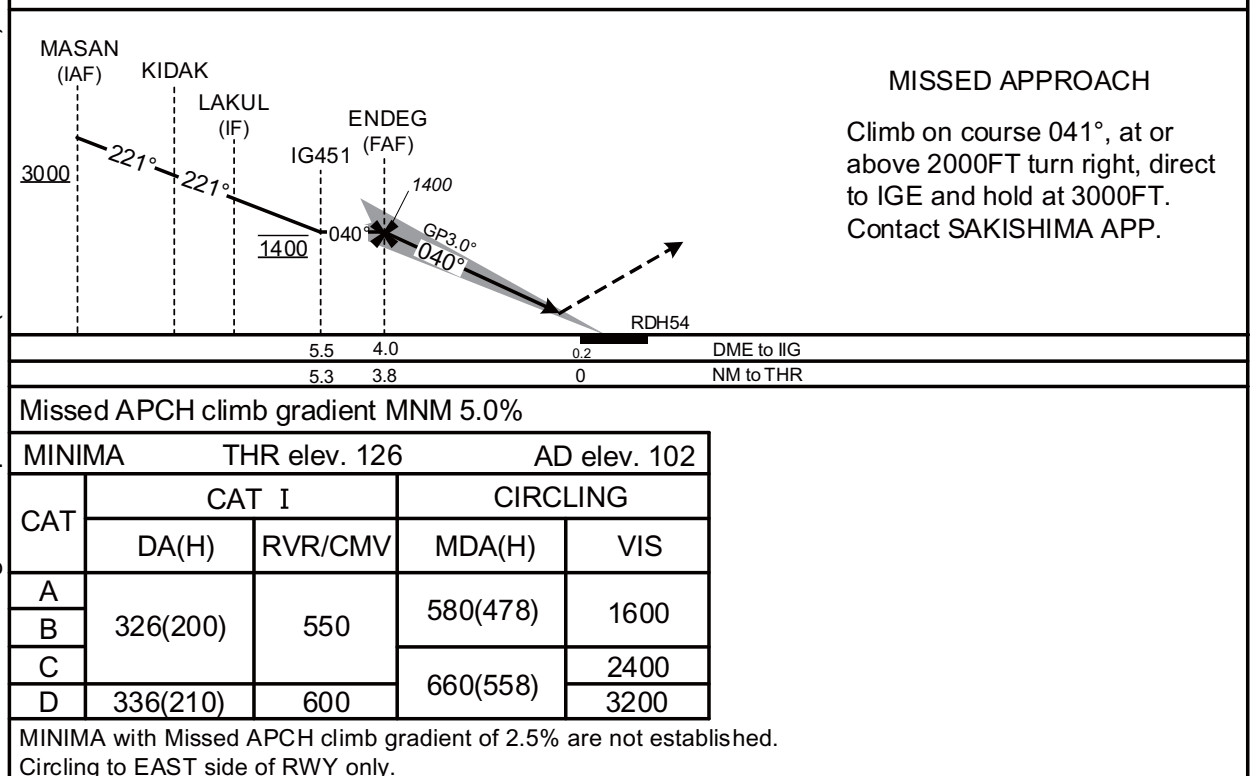 MASAN
(IAF)
KIDAK
LAKUL
(IF)
IG451
ENDEG
(FAF)
1400
3000
221°
221°
1400
040°
GP3.0°
040°
RDH54
MISSED APPROACH
Climb on course 041°, at or
above 2000FT turn right, direct
to IGE and hold at 3000FT.
Contact SAKISHIMA APP.
5.5 4.0 0.2 DME to IIG
5.3 3.8 0 NM to THR
Missed APCH climb gradient MNM 5.0%
MINIMA THR elev. 126 AD elev. 102
CAT CAT I CIRCLING
DA(H) RVR/CMV MDA(H) VIS
A
B 326(200) 550 580(478) 1600
C 2400
D 336(210) 600 660(558) 3200
MINIMA with Missed APCH climb gradient of 2.5% are not established.
Circling to EAST side of RWY only.